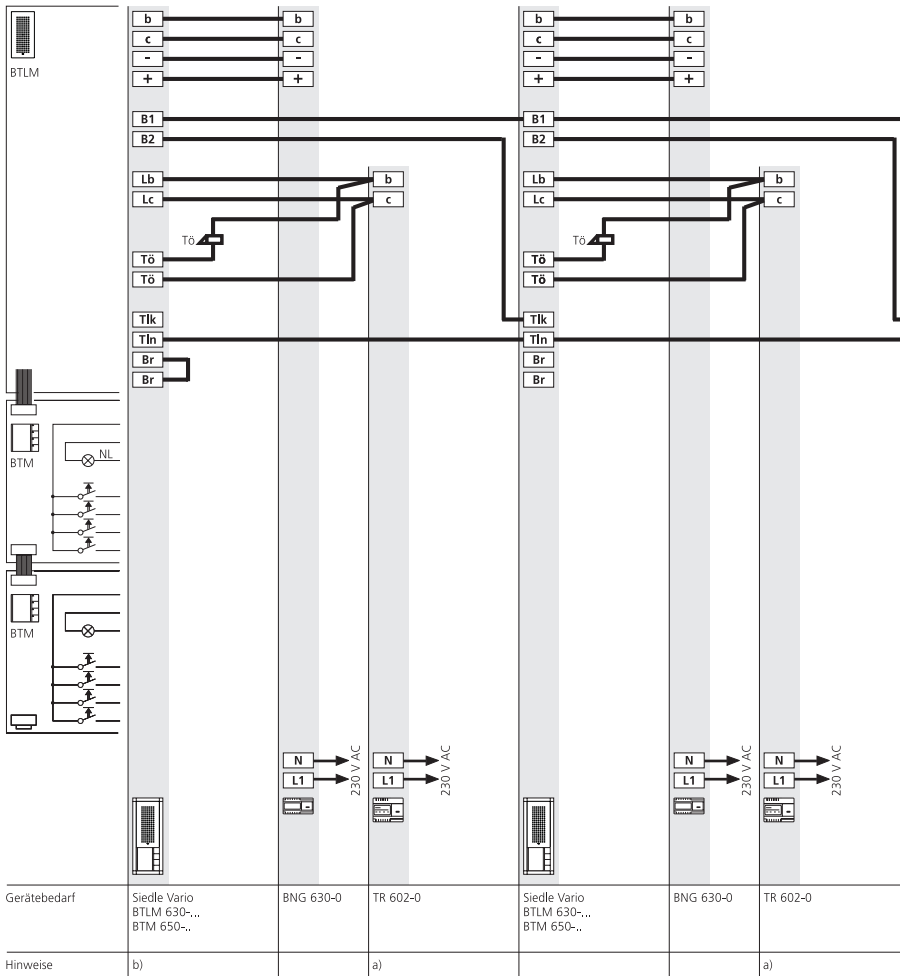 b b b b
c c c c
- - - -
+ + + +
BTLM
B1 B1
B2 B2
Lb b Lb b
Lc c Lc c
Tö Tö
Tö Tö
Tö Tö
Tlk Tlk
Tln Tln
Br Br
Br Br
NL
BTM
BTM
N N N N
L1 L1 L1 L1
230 V AC 230 V AC 230 V AC 230 V AC
Gerätebedarf Siedle Vario BNG 630-0 TR 602-0 Siedle Vario BNG 630-0 TR 602-0
BTLM 630-... BTLM 630-...
BTM 650-.. BTM 650-..
Hinweise b) a) a)